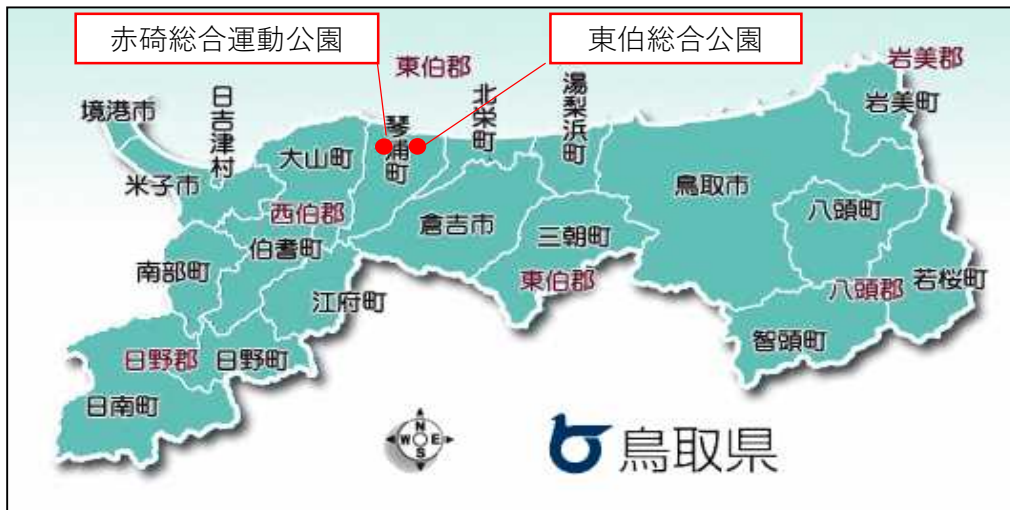 赤碕総合運動公園
東伯総合公園
岩美郡
東伯郡
岩美町
境港市
日吉津村
北栄町
湯梨浜町
琴浦町
大山町
米子市
鳥取市
八頭町
西伯郡
倉吉市
三朝町
伯耆町
南部町
東伯郡
八頭郡
若桜町
江府町
智頭町
日野郡
日野町
日南町
N
W E
S
鳥取県